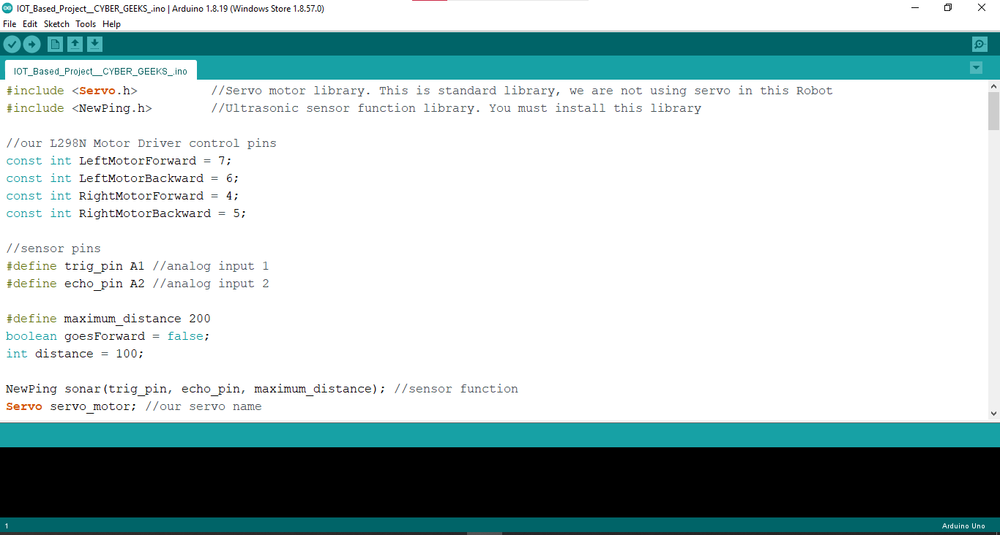 IOT_Based_Project__CYBER_GEEKS_.ino | Arduino 1.8.19 (Windows Store 1.8.57.0)
File Edit Sketch Tools Help
IOT_Based_Project__CYBER_GEEKS_.ino
#include <Servo.h>          //Servo motor library. This is standard library, we are not using servo in this Robot
#include <NewPing.h>        //Ultrasonic sensor function library. You must install this library
//our L298N Motor Driver control pins
const int LeftMotorForward = 7;
const int LeftMotorBackward = 6;
const int RightMotorForward = 4;
const int RightMotorBackward = 5;
//sensor pins
#define trig_pin A1 //analog input 1
#define echo_pin A2 //analog input 2
#define maximum_distance 200
boolean goesForward = false;
int distance = 100;
NewPing sonar(trig_pin, echo_pin, maximum_distance); //sensor function
Servo servo_motor; //our servo name
1
Arduino Uno